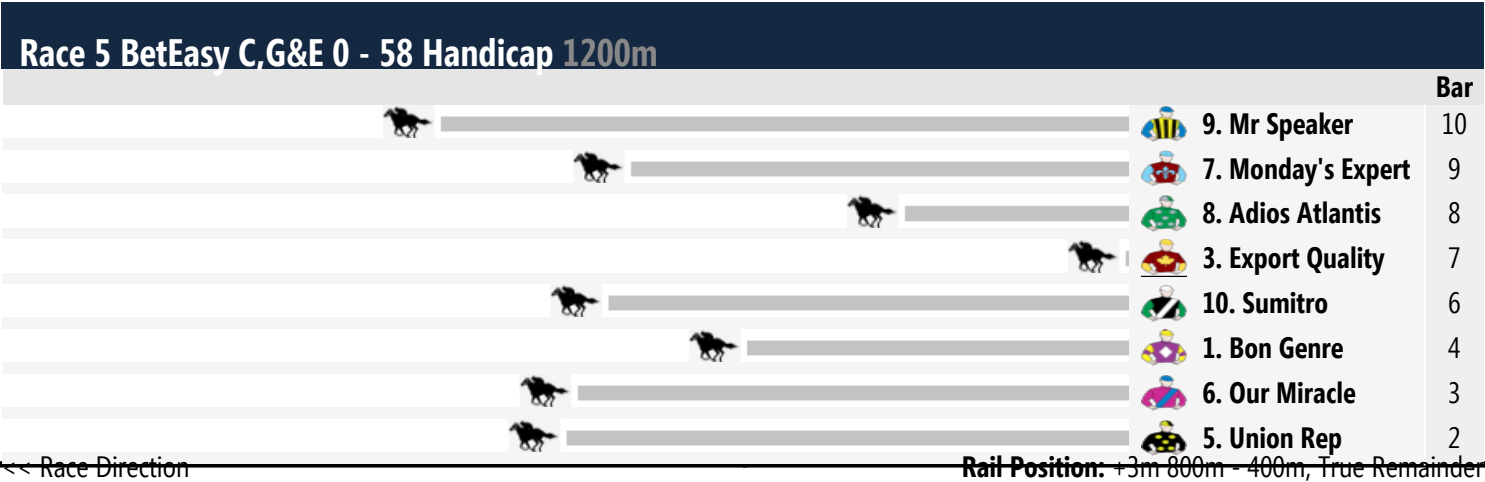 Race 5 BetEasy C,G&E 0 - 58 Handicap 1200m
Bar
9. Mr Speaker 10
7. Monday's Expert 9
8. Adios Atlantis 8
3. Export Quality 7
10. Sumitro 6
1. Bon Genre 4
6. Our Miracle 3
5. Union Rep 2
<< Race Direction Rail Position: +3m 800m - 400m, True Remainder